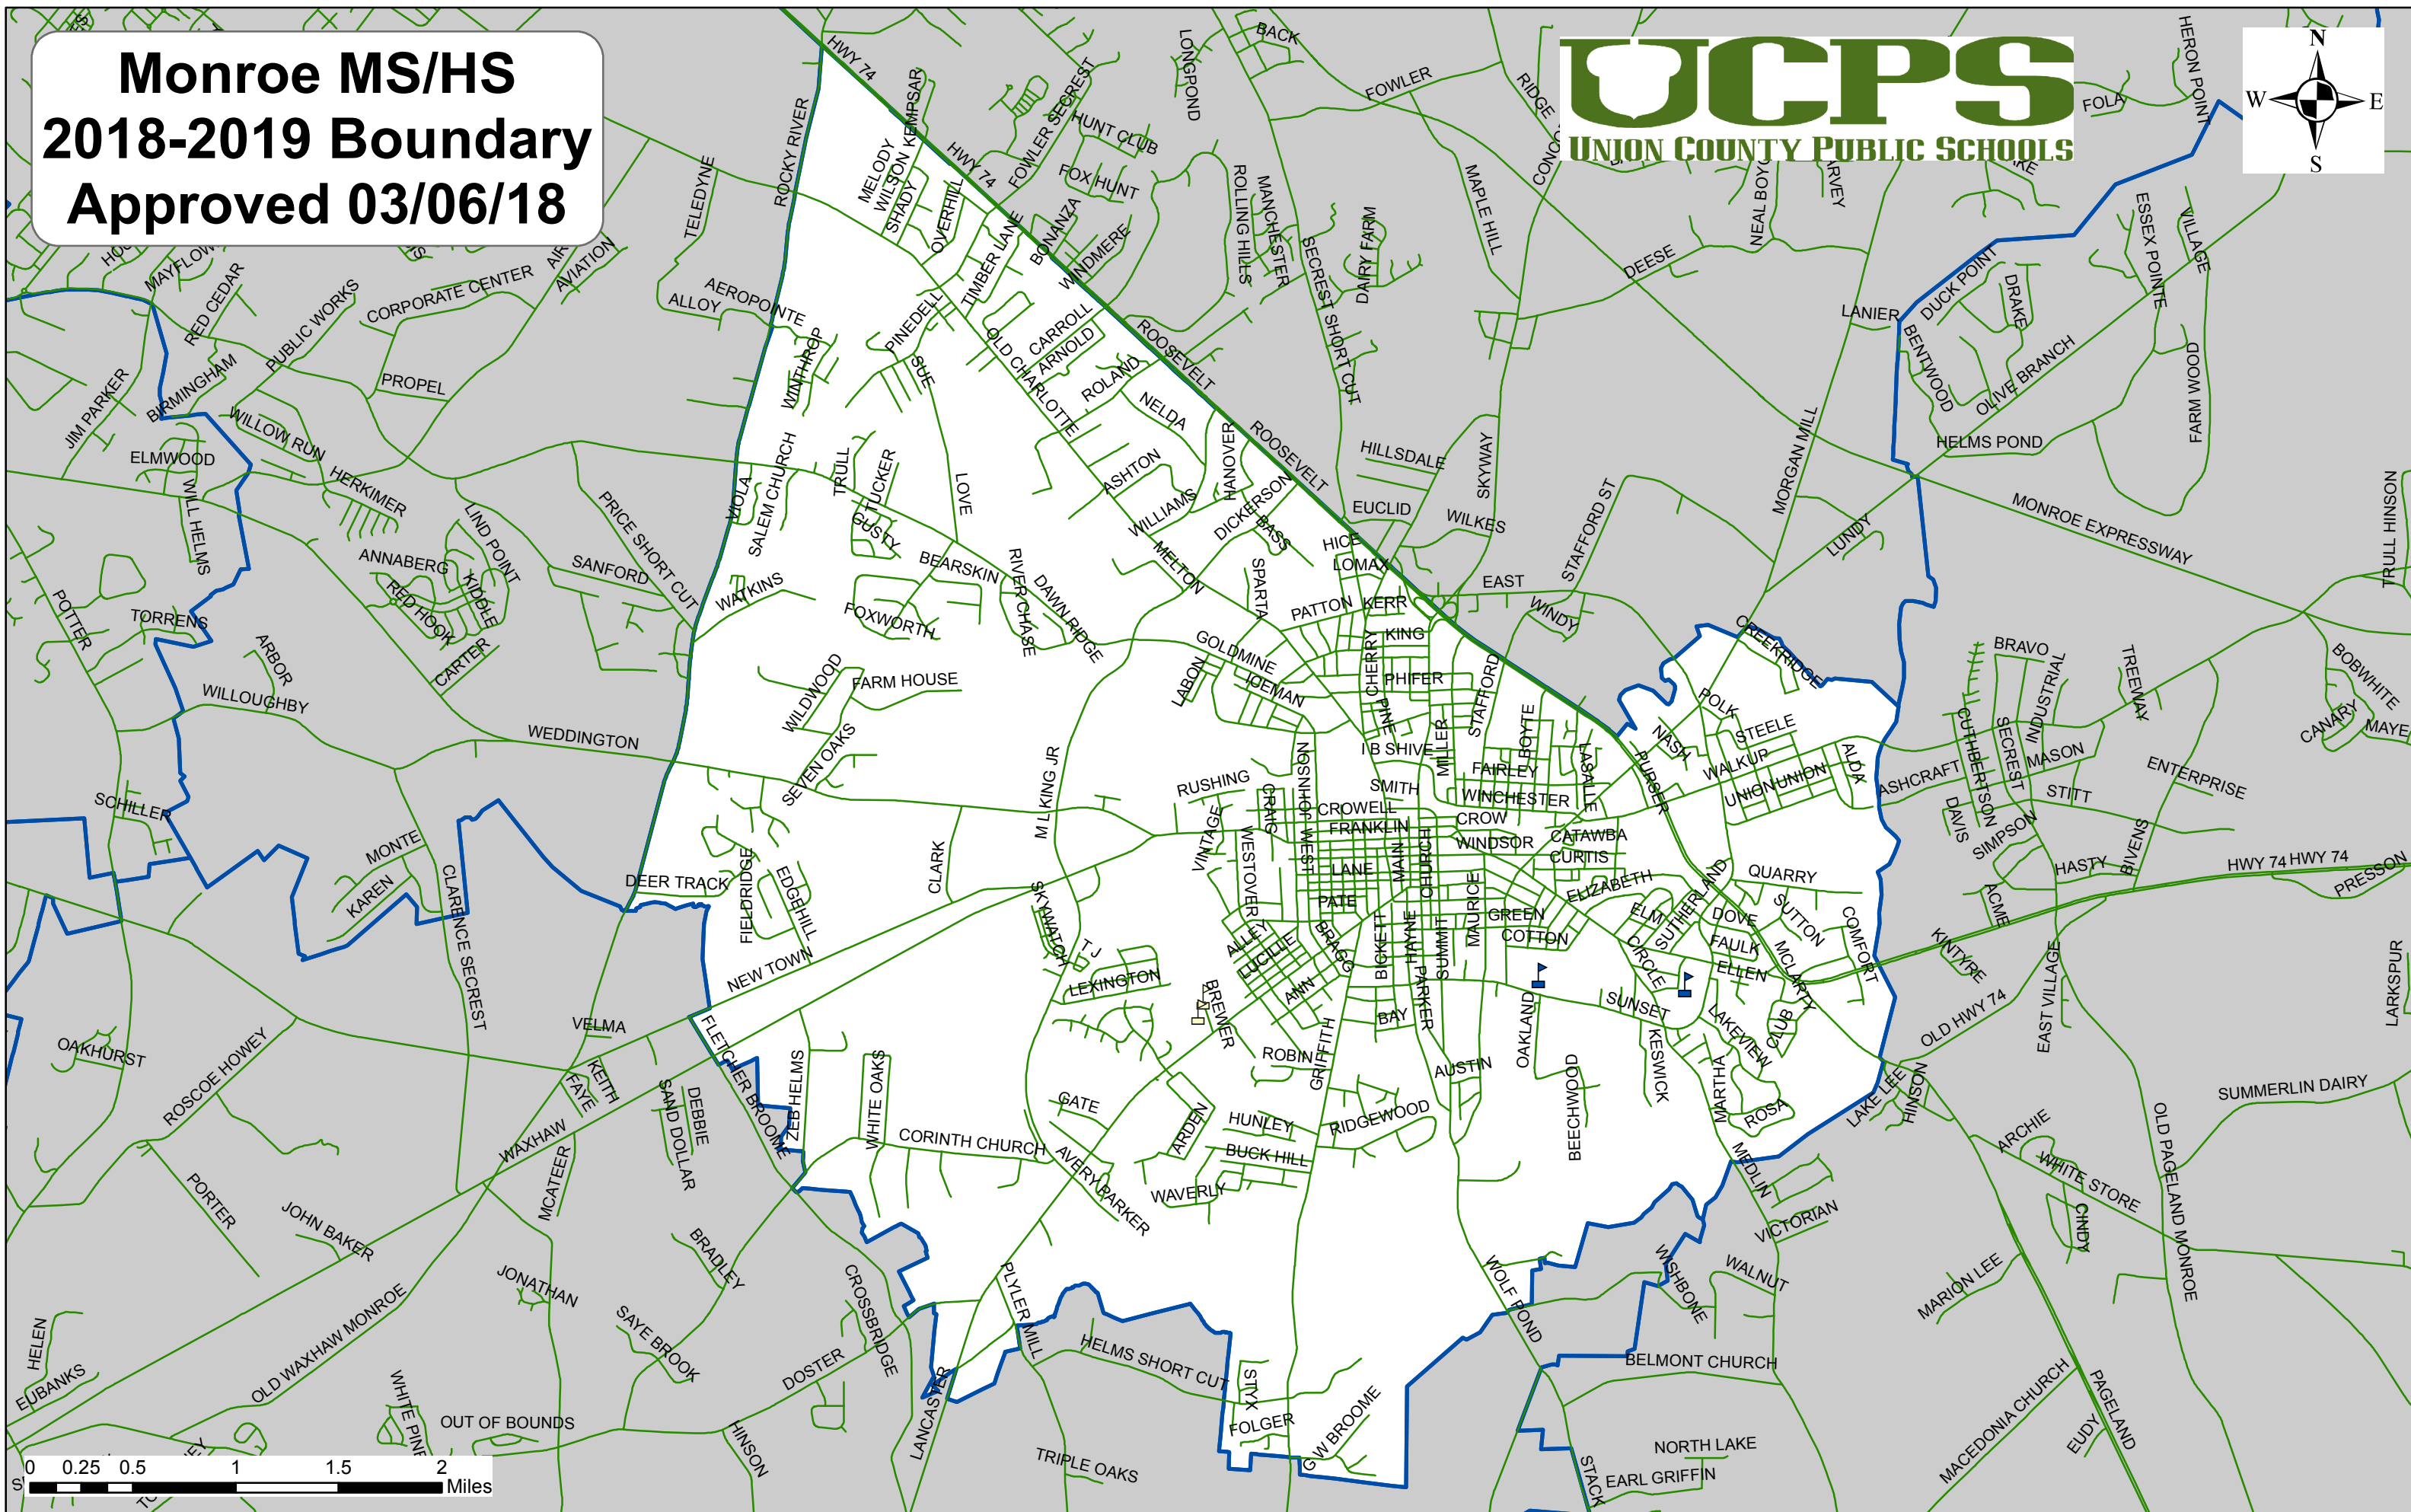 Monroe MS/HS
2018-2019 Boundary
Approved 03/06/18
UCPS
UNION COUNTY PUBLIC SCHOOLS
N
W
E
S
HWY 74
BACK
LONGPOND
FOWLER
RIDGE
FOLA
HERON POINT
ROCKY RIVER
MELODY
WILSON
KEMPSAR
SHADY
OVERHILL
HWY 74
FOWLER SECREST
HUNT CLUB
FOX HUNT
BONANZA
WINDMERE
TIMBER LANE
ROLLING HILLS
MANCHESTER
SECREST SHORT CUT
DAIRY FARM
MAPLE HILL
DEESE
LANIER
DUCK POINT
DRAKE
BENTWOOD
ESSEX POINTE
VILLAGE
OLIVE BRANCH
FARM WOOD
HELMS POND
TELEDYNE
AVIATION
RED CEDAR
PUBLIC WORKS
CORPORATE CENTER
ALLOY
AEROPOINTE
PROPEL
JIM PARKER
BIRMINGHAM
WILLOW RUN
ELMWOOD
HERKIMER
WILL HELMS
WINTHROP
PINEDELL
SUE
OLD CHARLOTTE
CARROLL
ARNOLD
ROLAND
ROOSEVELT
NELDA
ROOSEVELT
HANOVER
HILLSDALE
SKYWAY
EUCLID
WILKES
STAFFORD ST
MORGAN MILL
LUNDY
MONROE EXPRESSWAY
TRULL HINSON
PRICE SHORT CUT
LIND POINT
ANNABERG
RED HOOK
KIDDLE
CARTER
SANFORD
VIOLA
SALEM CHURCH
TRULL
TUCKER
GUSTY
LOVE
ASHTON
WILLIAMS
DICKERSON
BASS
HICE
LOMAX
EAST
WINDY
POTTER
TORRENS
ARBOR
WILLOUGHBY
WEDDINGTON
WATKINS
BEARSKIN
FOXWORTH
RIVER CHASE
DAWN RIDGE
MELTON
SPARTA
PATTON
KERR
KING
CHERRY
PHIFER
PINE
GOLDMINE
ICEMAN
LABON
STAFFORD
CREEKRIDGE
WILDWOOD
FARM HOUSE
SEVEN OAKS
M L KING JR
JOHNSON
I B SHIVE
MILLER
BOYTE
LASALLE
PURSER
NASH
POLK
STEELE
WALKUP
UNION
UNION
ALDA
ASHCRAFT
BRAVO
CUTHBERTSON
SECREST
INDUSTRIAL
MASON
TREEWAY
BOBWHITE
CANARY
ENTERPRISE
STITT
DAVIS
SIMPSON
HASTY
BIVENS
HWY 74
HWY 74
PRESSON
SCHILLER
MONTE
KAREN
CLARENCE SECREST
DEER TRACK
FIELDRIDGE
EDGEHILL
CLARK
RUSHING
VINTAGE
CRAIG
WESTOVER
WEST
SMITH
CROWELL
FRANKLIN
LANE
PATE
MAIN
CHURCH
FAIRLEY
WINCHESTER
CROW
WINDSOR
CATAWBA
CURTIS
MAURICE
ELIZABETH
GREEN
COTTON
ELM
SUTHERLAND
QUARRY
DOVE
SUTTON
FAULK
COMFORT
ELLEN
MCLARTY
ACME
KINTYRE
CIRCLE
NEW TOWN
SKYWATCH
T J
LEXINGTON
ALLEY
LUCILLE
BRAGG
ANN
BICKETT
HAYNE
SUMMIT
PARKER
BAY
BREWER
ROBIN
GRIFFITH
AUSTIN
OAKLAND
SUNSET
KESWICK
LAKEVIEW
CLUB
MARTHA
ROSA
OLD HWY 74
EAST VILLAGE
LARKSPUR
OAKHURST
ROSCOE HOWEY
VELMA
KEITH
FAYE
SAND DOLLAR
DEBBIE
FLETCHER BROOME
ZEB HELMS
WHITE OAKS
CORINTH CHURCH
GATE
AVERY PARKER
ARDEN
HUNLEY
BUCK HILL
RIDGEWOOD
WAVERLY
BEECHWOOD
MEDLIN
VICTORIAN
LAKE LEE
HINSON
ARCHIE
WHITE STORE
CINDY
OLD PAGELAND MONROE
SUMMERLIN DAIRY
PORTER
WAXHAW
MCATEER
JOHN BAKER
JONATHAN
BRADLEY
SAYE BROOK
CROSSBRIDGE
PLYLER MILL
WOLF POND
WISHBONE
WALNUT
MARION LEE
HELEN
EUBANKS
OLD WAXHAW MONROE
WHITE PINE
OUT OF BOUNDS
DOSTER
HINSON
LANCASTER
HELMS SHORT CUT
STYX
FOLGER
G W BROOME
TRIPLE OAKS
BELMONT CHURCH
NORTH LAKE
EARL GRIFFIN
STACK
MACEDONIA CHURCH
EUDY
PAGELAND
0 0.25 0.5 1 1.5 2
Miles